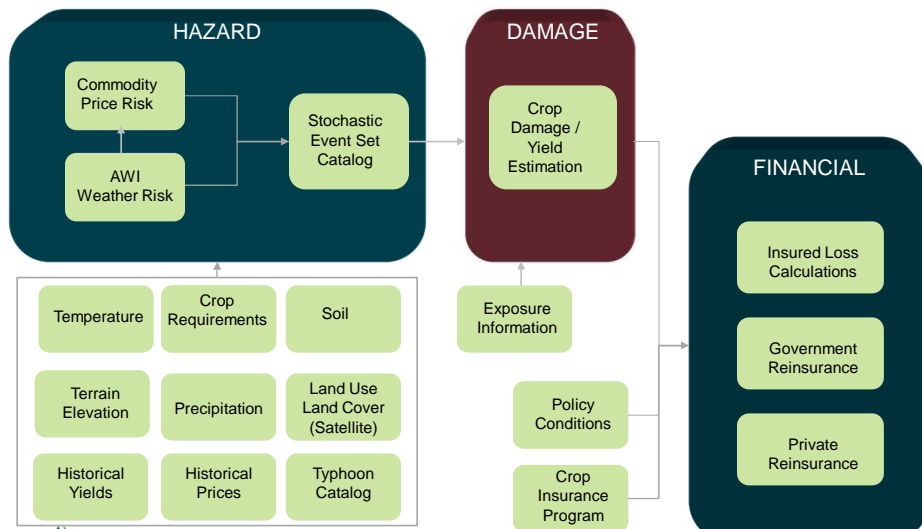 HAZARD
Commodity
Price Risk
AWI
Weather Risk
Stochastic
Event Set
Catalog
DAMAGE
Crop
Damage /
Yield
Estimation
FINANCIAL
Insured Loss
Calculations
Government
Reinsurance
Private
Reinsurance
Temperature
Crop
Requirements
Soil
Terrain
Elevation
Precipitation
Land Use
Land Cover
(Satellite)
Historical
Yields
Historical
Prices
Typhoon
Catalog
Exposure
Information
Policy
Conditions
Crop
Insurance
Program